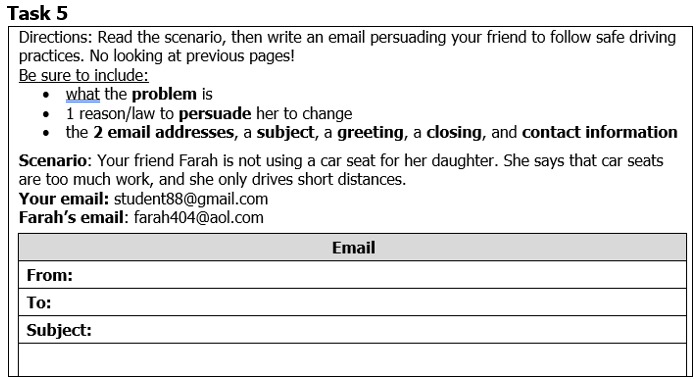 Task 5
Directions: Read the scenario, then write an email persuading your friend to follow safe driving
practices. No looking at previous pages!
Be sure to include:
• what the problem is
• 1 reason/law to persuade her to change
• the 2 email addresses, a subject, a greeting, a closing, and contact information
Scenario: Your friend Farah is not using a car seat for her daughter. She says that car seats
are too much work, and she only drives short distances.
Your email: student88@gmail.com
Farah's email: farah404@aol.com
Email
From:
To:
Subject: